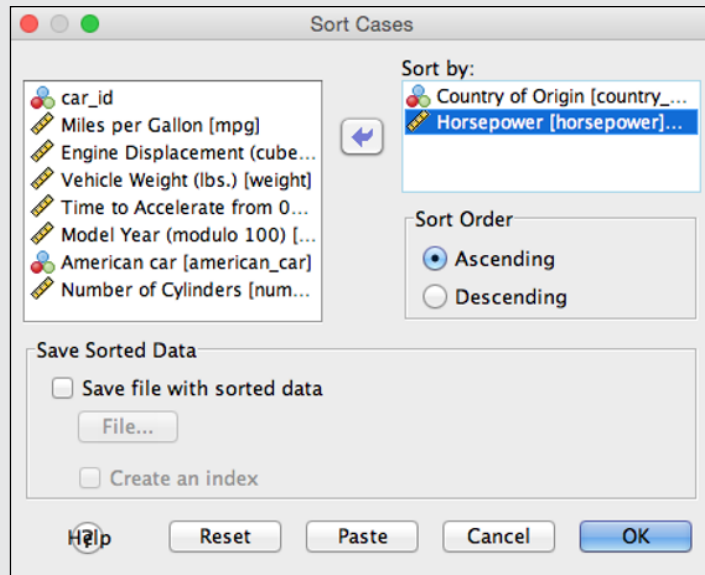 Sort Cases
car_id
Miles per Gallon [mpg]
Engine Displacement (cube...
Vehicle Weight (lbs.) [weight]
Time to Accelerate from 0...
Model Year (modulo 100) [...
American car [american_car]
Number of Cylinders [num...
Sort by:
Country of Origin [country_...
Horsepower [horsepower]...
Sort Order
Ascending
Descending
Save Sorted Data
Save file with sorted data
File...
Create an index
Help
?
Reset
Paste
Cancel
OK